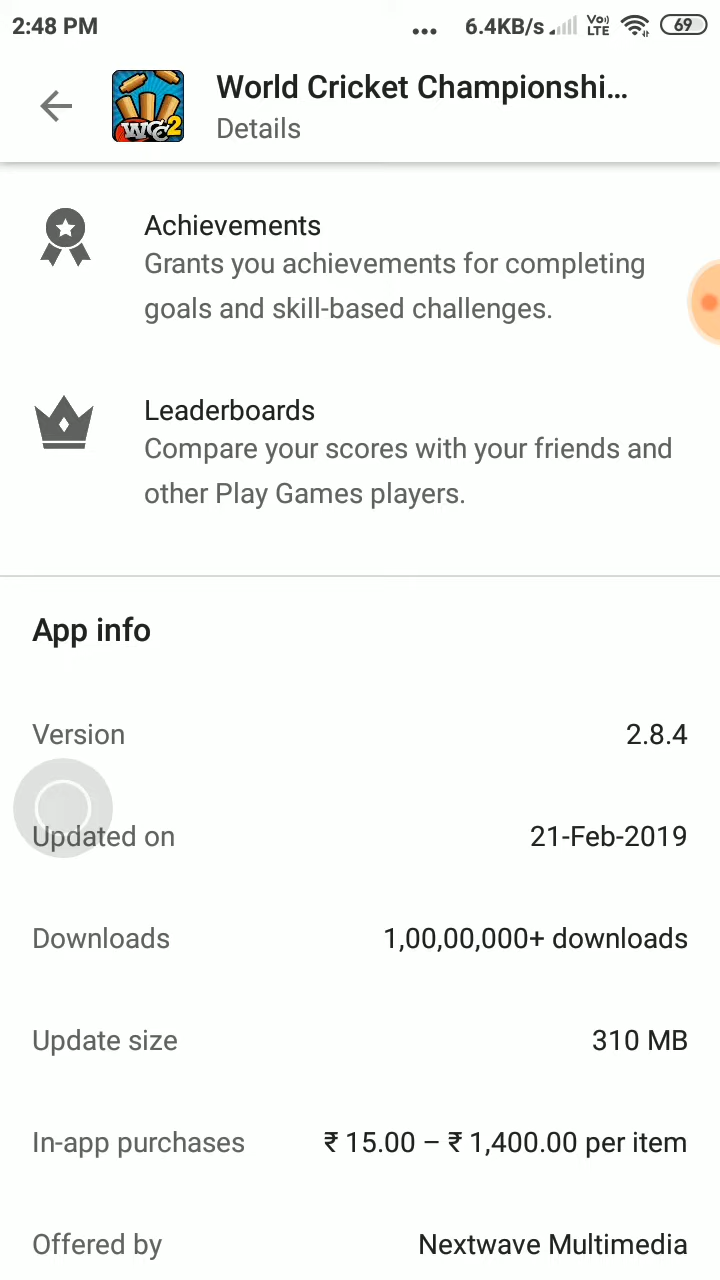 2:48 PM ... 6.4KB/s Vo) LTE 69
World Cricket Championshi...
WCC2
Details
Achievements
Grants you achievements for completing
goals and skill-based challenges.
Leaderboards
Compare your scores with your friends and
other Play Games players.
App info
Version 2.8.4
Updated on 21-Feb-2019
Downloads 1,00,00,000+ downloads
Update size 310 MB
In-app purchases ₹ 15.00 – ₹ 1,400.00 per item
Offered by Nextwave Multimedia